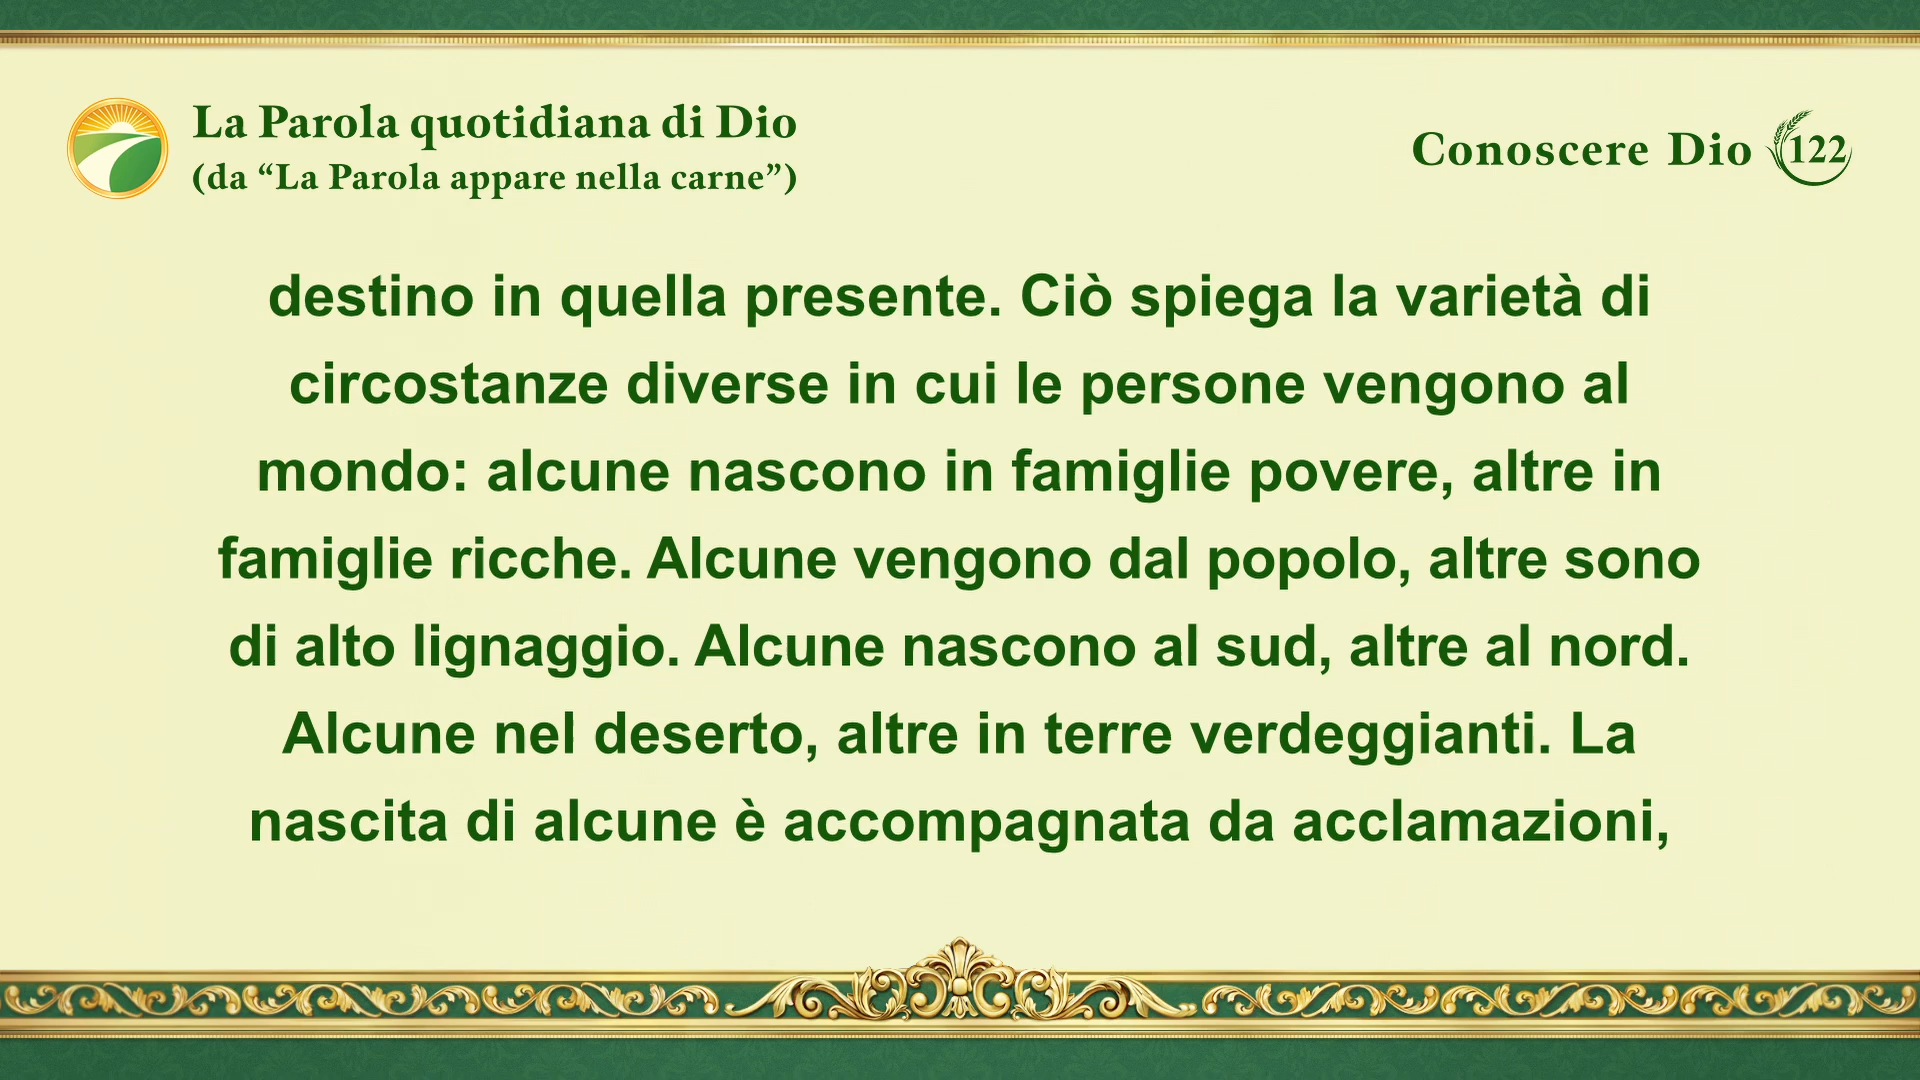 La Parola quotidiana di Dio
(da “La Parola appare nella carne”)
Conoscere Dio 122
destino in quella presente. Ciò spiega la varietà di
circostanze diverse in cui le persone vengono al
mondo: alcune nascono in famiglie povere, altre in
famiglie ricche. Alcune vengono dal popolo, altre sono
di alto lignaggio. Alcune nascono al sud, altre al nord.
Alcune nel deserto, altre in terre verdeggianti. La
nascita di alcune è accompagnata da acclamazioni,